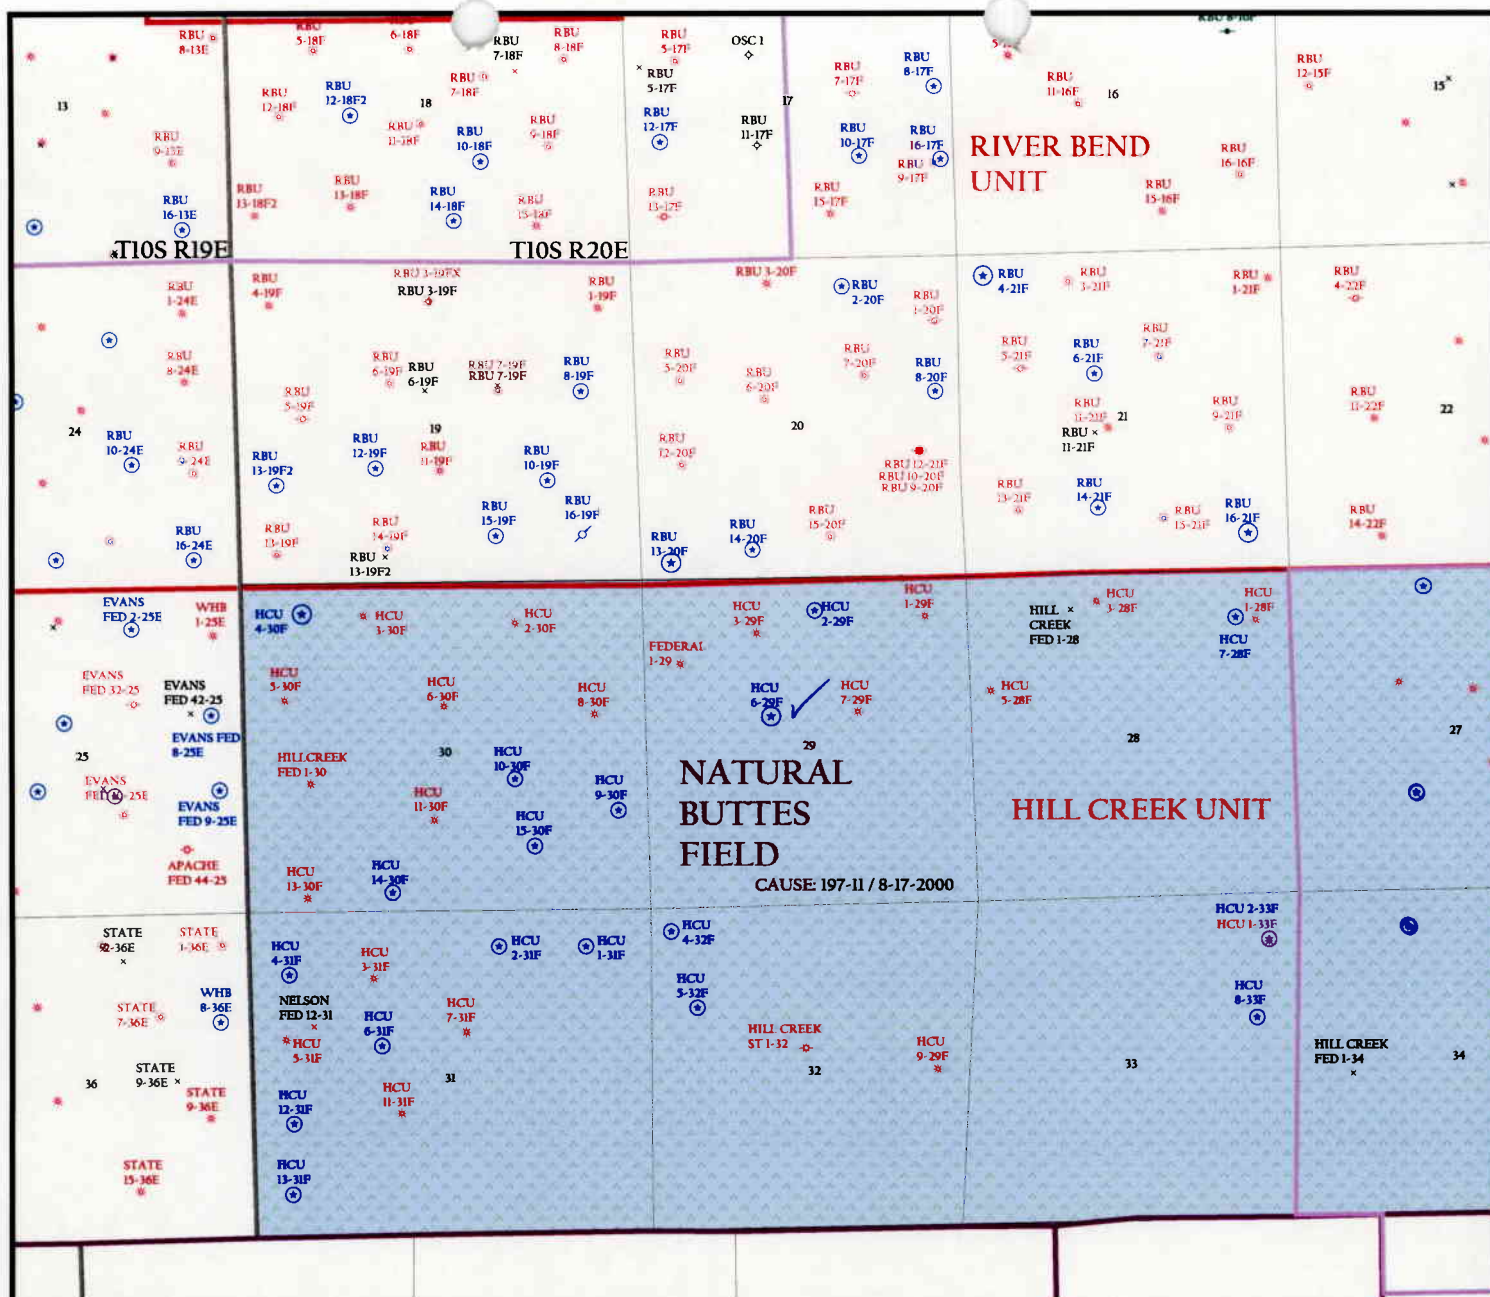 RBU
8-13E
RBU
5-18F
6-18F
RBU
7-18F
RBU
8-18F
RBU
5-17F
OSC 1
RBU
5-17F
RBU
7-17F
RBU
8-17F
RBU
11-16F
16
RBU
12-15F
15
13
RBU
12-18F
RBU
12-18F2
RBU
7-18F
18
RBU
11-18F
RBU
10-18F
RBU
9-18F
RBU
12-17F
RBU
11-17F
17
RBU
10-17F
RBU
16-17F
RBU
9-17F
RIVER BEND
UNIT
RBU
16-16F
RBU
9-13E
RBU
16-13E
RBU
13-18F2
RBU
13-18F
RBU
14-18F
RBU
15-18F
RBU
13-17F
RBU
15-17F
RBU
15-16F
T10S R19E
T10S R20E
RBU
1-24E
RBU
4-19F
RBU 3-19FX
RBU 3-19F
RBU
1-19F
RBU 3-20F
RBU
2-20F
RBU
1-20F
RBU
4-21F
RBU
3-21F
RBU
1-21F
RBU
4-22F
RBU
8-24E
RBU
5-19F
RBU
6-19F
RBU
6-19F
RBU 7-19F
RBU 7-19F
RBU
8-19F
RBU
5-20F
RBU
6-20F
RBU
7-20F
RBU
8-20F
RBU
5-21F
RBU
6-21F
RBU
7-21F
24
RBU
10-24E
RBU
9-24E
RBU
13-19F2
RBU
12-19F
19
RBU
11-19F
RBU
10-19F
RBU
12-20F
20
RBU 12-21F
RBU 10-20F
RBU 9-20F
RBU
11-21F
21
RBU
11-21F
RBU
9-21F
RBU
11-22F
22
RBU
16-24E
RBU
13-19F
RBU
14-19F
RBU
13-19F2
RBU
15-19F
RBU
16-19F
RBU
13-20F
RBU
14-20F
RBU
15-20F
RBU
13-21F
RBU
14-21F
RBU
15-21F
RBU
16-21F
RBU
14-22F
EVANS
FED 2-25E
WHB
1-25E
HCU
4-30F
HCU
3-30F
HCU
2-30F
HCU
3-29F
HCU
2-29F
HCU
1-29F
HILL
CREEK
FED 1-28
HCU
3-28F
HCU
1-28F
HCU
7-28F
FEDERAL
1-29
EVANS
FED 32-25
EVANS
FED 42-25
EVANS FED
8-25E
HCU
5-30F
HCU
6-30F
HCU
8-30F
HCU
6-29F
HCU
7-29F
HCU
5-28F
25
30
29
28
27
EVANS
EVANS
FED 9-25E
HILL CREEK
FED 1-30
HCU
10-30F
HCU
9-30F
HCU
11-30F
HCU
15-30F
NATURAL
BUTTES
FIELD
HILL CREEK UNIT
APACHE
FED 44-25
HCU
13-30F
HCU
14-30F
CAUSE: 197-11 / 8-17-2000
STATE
2-36E
STATE
1-36E
HCU
4-31F
HCU
3-31F
HCU
2-31F
HCU
1-31F
HCU
4-32F
HCU 2-33F
HCU 1-33F
STATE
7-36E
WHB
8-36E
NELSON
FED 12-31
HCU
5-31F
HCU
6-31F
HCU
7-31F
HCU
5-32F
HILL CREEK
ST 1-32
HCU
9-29F
HCU
8-33F
HILL CREEK
FED 1-34
36
STATE
9-36E
31
32
33
34
STATE
9-36E
HCU
12-31F
HCU
11-31F
STATE
15-36E
HCU
13-31F